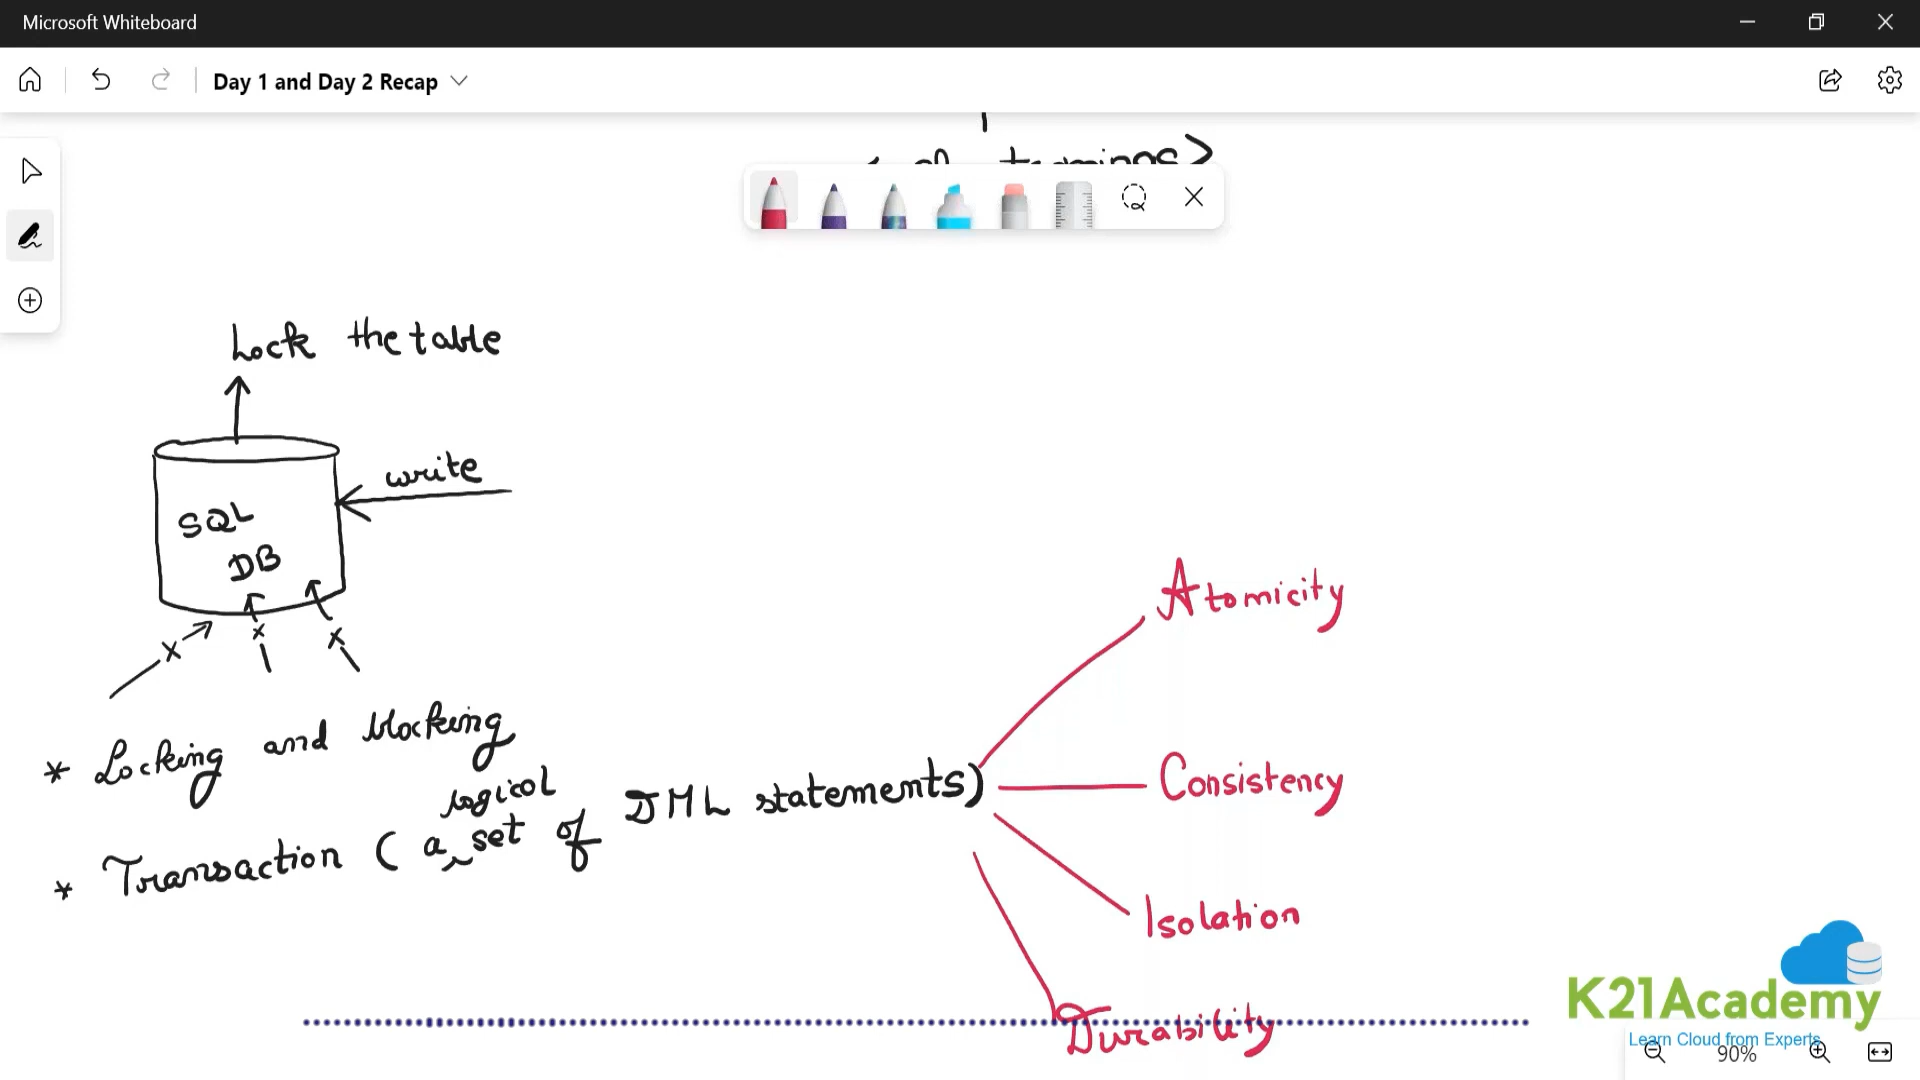 Microsoft Whiteboard
Day 1 and Day 2 Recap
Lock the table
write
SQL
DB
* Locking and blocking
logical
* Transaction ( a set of DML statements)
Atomicity
Consistency
Isolation
Durability
K21Academy
Learn Cloud from Experts
90%